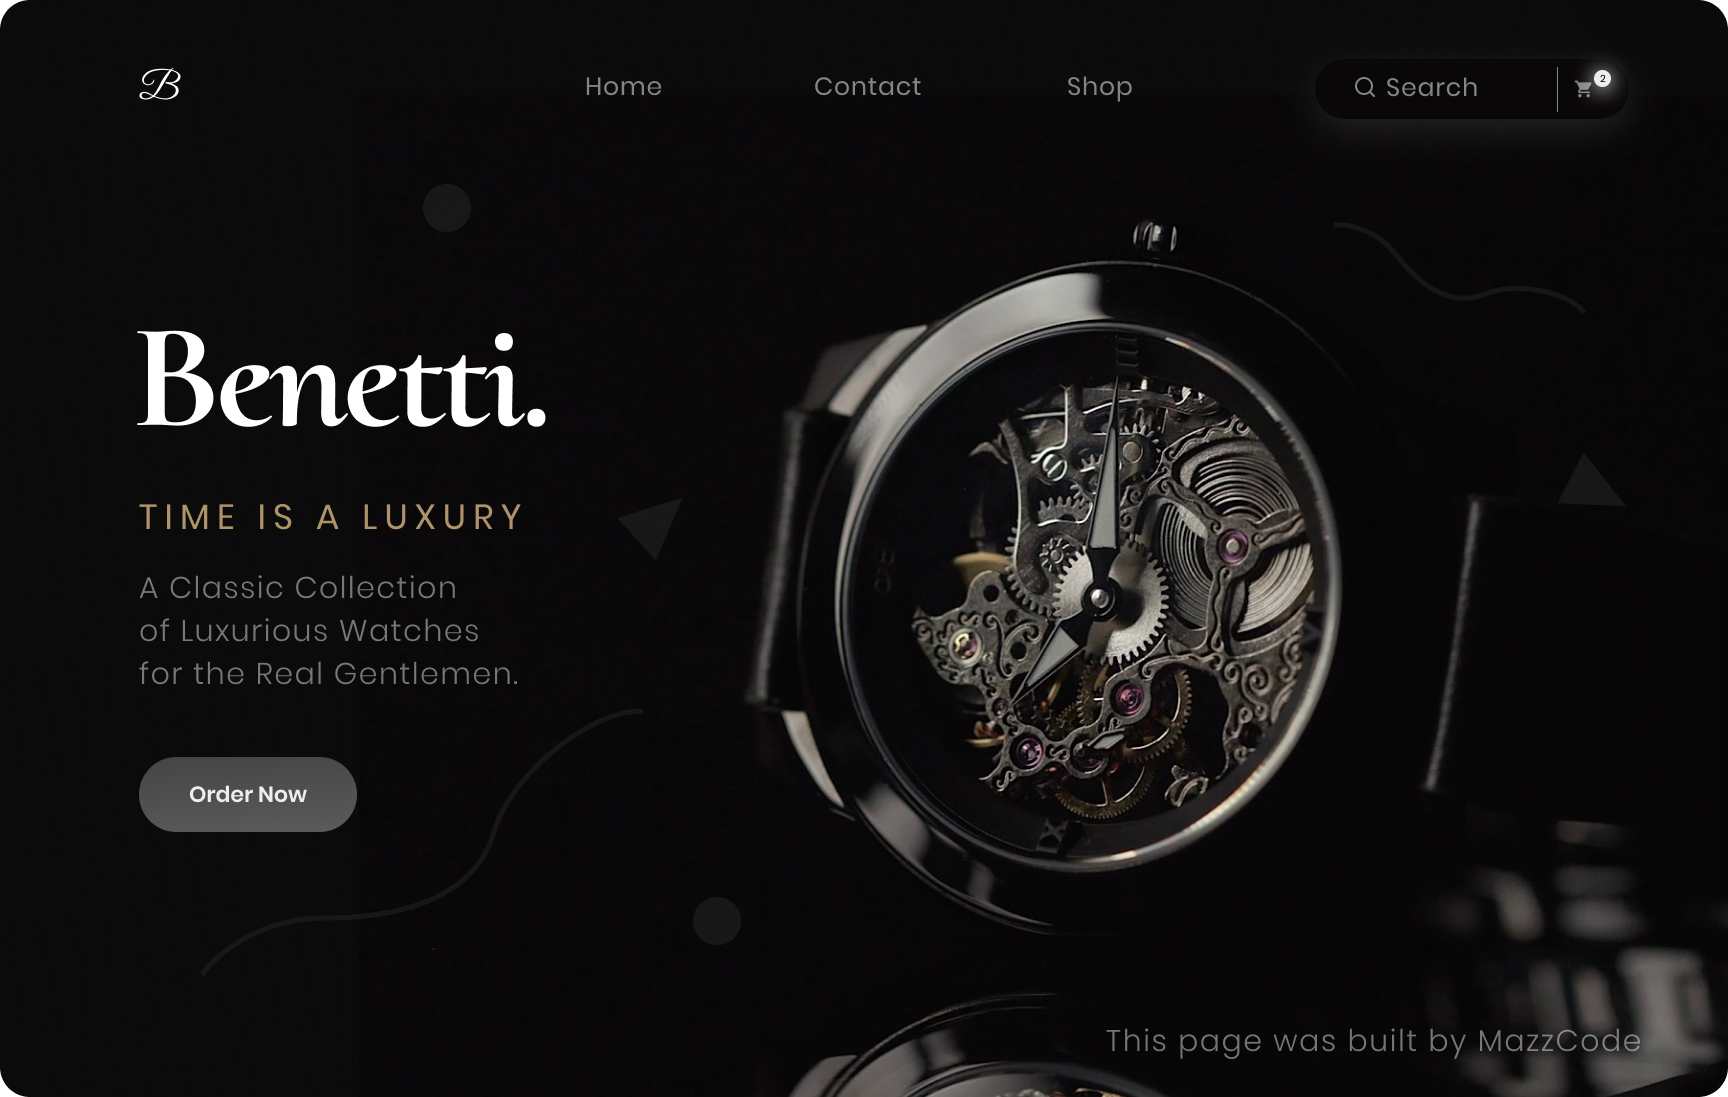 B
Home
Contact
Shop
Search
2
Benetti.
TIME IS A LUXURY
A Classic Collection
of Luxurious Watches
for the Real Gentlemen.
Order Now
X
This page was built by MazzCode